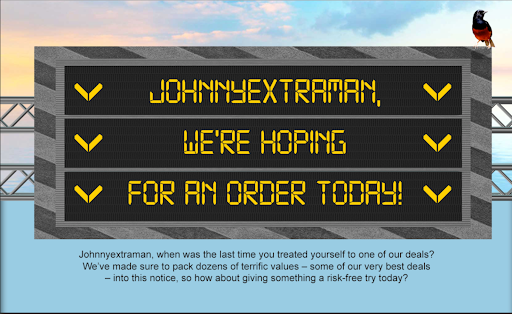 JOHNNYEXTRAMAN,
WE'RE HOPING
FOR AN ORDER TODAY!
Johnnyextraman, when was the last time you treated yourself to one of our deals?
We've made sure to pack dozens of terrific values – some of our very best deals
– into this notice, so how about giving something a risk-free try today?